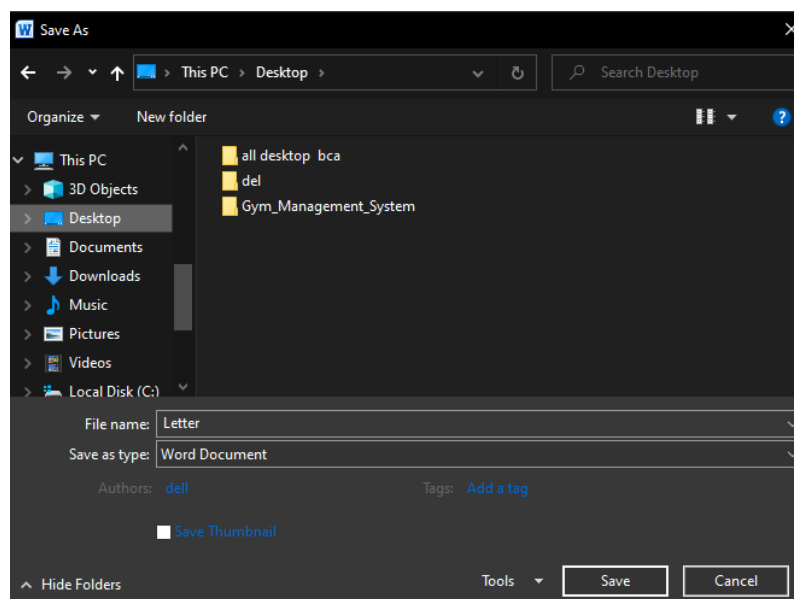 Save As
This PC > Desktop >
Search Desktop
Organize
New folder
This PC
3D Objects
Desktop
Documents
Downloads
Music
Pictures
Videos
Local Disk (C:)
all desktop bca
del
Gym_Management_System
File name: Letter
Save as type: Word Document
Authors: dell Tags: Add a tag
Save Thumbnail
Hide Folders
Tools Save Cancel